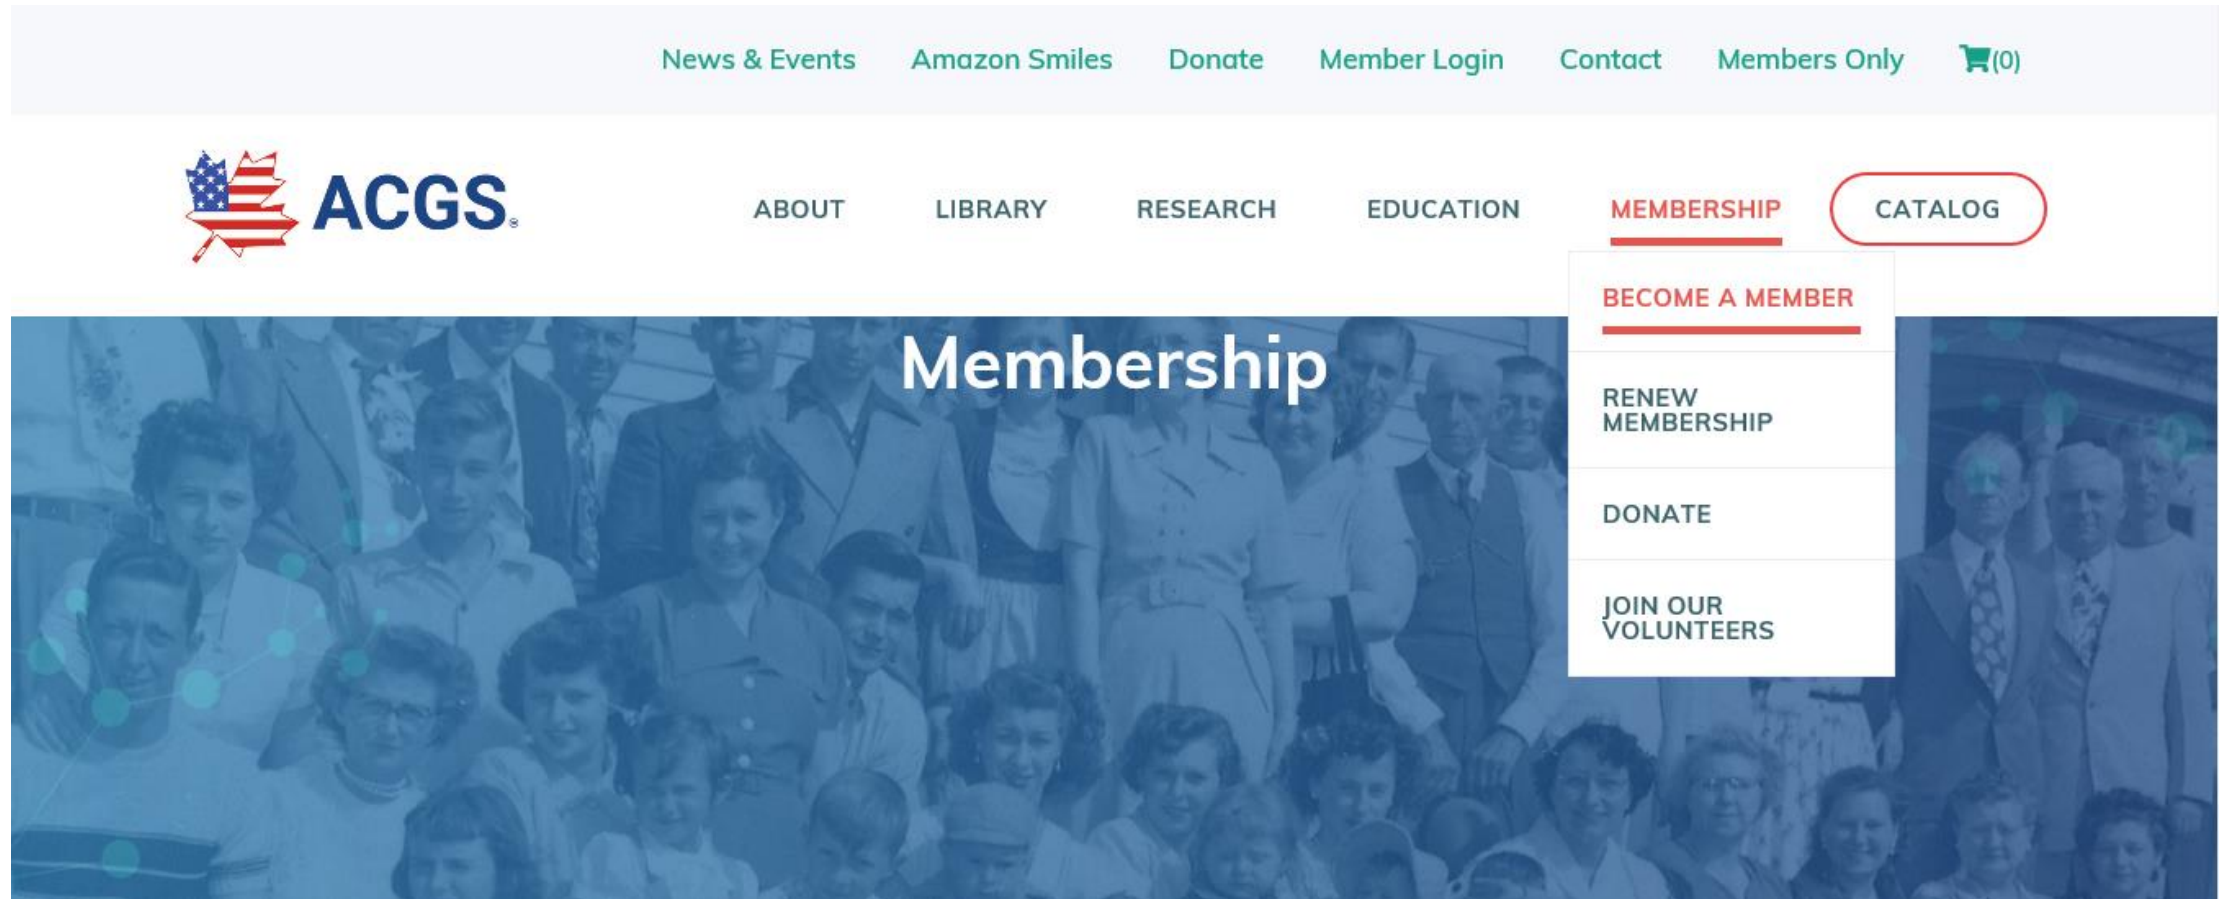 News & Events Amazon Smiles Donate Member Login Contact Members Only (0)
ACGS
ABOUT LIBRARY RESEARCH EDUCATION MEMBERSHIP CATALOG
BECOME A MEMBER
Membership
RENEW
MEMBERSHIP
DONATE
JOIN OUR
VOLUNTEERS